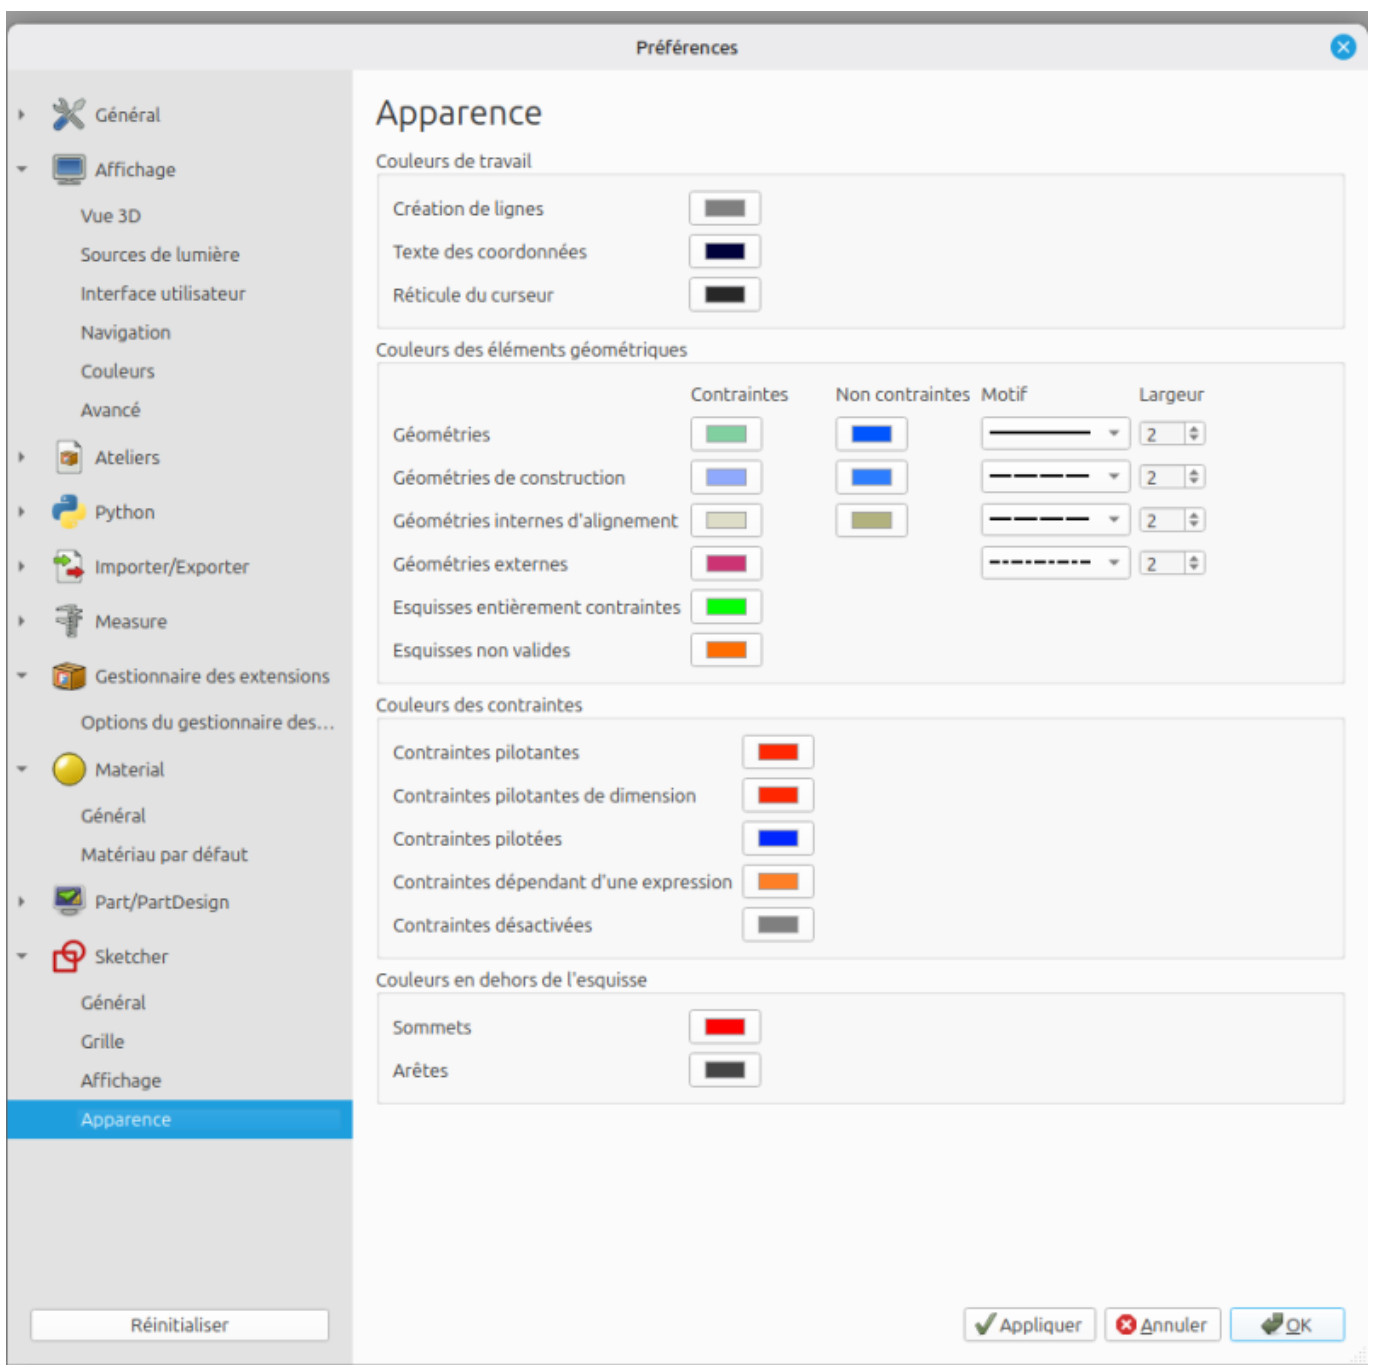 Préférences
Général
Affichage
Vue 3D
Sources de lumière
Interface utilisateur
Navigation
Couleurs
Avancé
Ateliers
Python
Importer/Exporter
Measure
Gestionnaire des extensions
Options du gestionnaire des...
Material
Général
Matériau par défaut
Part/PartDesign
Sketcher
Général
Grille
Affichage
Apparence
Réinitialiser
Apparence
Couleurs de travail
Création de lignes
Texte des coordonnées
Réticule du curseur
Couleurs des éléments géométriques
Contraintes Non contraintes Motif Largeur
Géométries 2
Géométries de construction 2
Géométries internes d'alignement 2
Géométries externes 2
Esquisses entièrement contraintes
Esquisses non valides
Couleurs des contraintes
Contraintes pilotantes
Contraintes pilotantes de dimension
Contraintes pilotées
Contraintes dépendant d'une expression
Contraintes désactivées
Couleurs en dehors de l'esquisse
Sommets
Arêtes
Appliquer Annuler OK